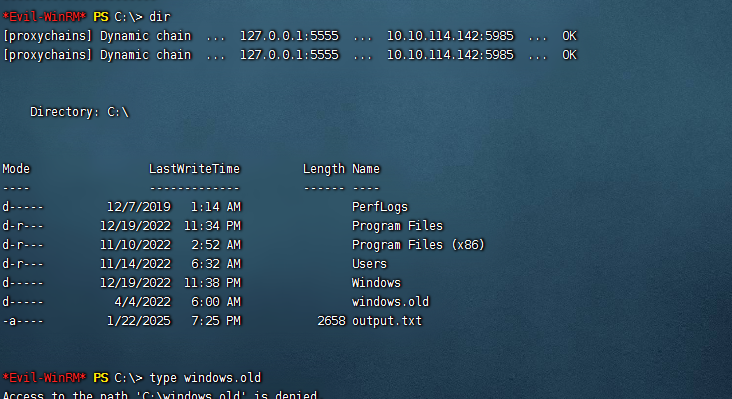 *Evil-WinRM* PS C:\> dir
[proxychains] Dynamic chain  ...  127.0.0.1:5555  ...  10.10.114.142:5985  ...  OK
[proxychains] Dynamic chain  ...  127.0.0.1:5555  ...  10.10.114.142:5985  ...  OK
    Directory: C:\
Mode                 LastWriteTime         Length Name
----                 -------------         ------ ----
d-----         12/7/2019   1:14 AM                PerfLogs
d-r---        12/19/2022  11:34 PM                Program Files
d-r---        11/10/2022   2:52 AM                Program Files (x86)
d-r---        11/14/2022   6:32 AM                Users
d-----        12/19/2022  11:38 PM                Windows
d-----          4/4/2022   6:00 AM                windows.old
-a----         1/22/2025   7:25 PM           2658 output.txt
*Evil-WinRM* PS C:\> type windows.old
Access to the path 'C:\windows.old' is denied